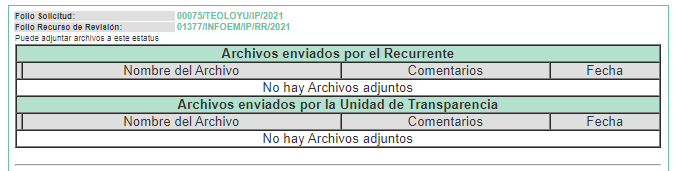 Folio Solicitud: 00075/TEOLOYU/IP/2021
Folio Recurso de Revisión: 01377/INFOEM/IP/RR/2021
Puede adjuntar archivos a este estatus
Archivos enviados por el Recurrente
Nombre del Archivo Comentarios Fecha
No hay Archivos adjuntos
Archivos enviados por la Unidad de Transparencia
Nombre del Archivo Comentarios Fecha
No hay Archivos adjuntos